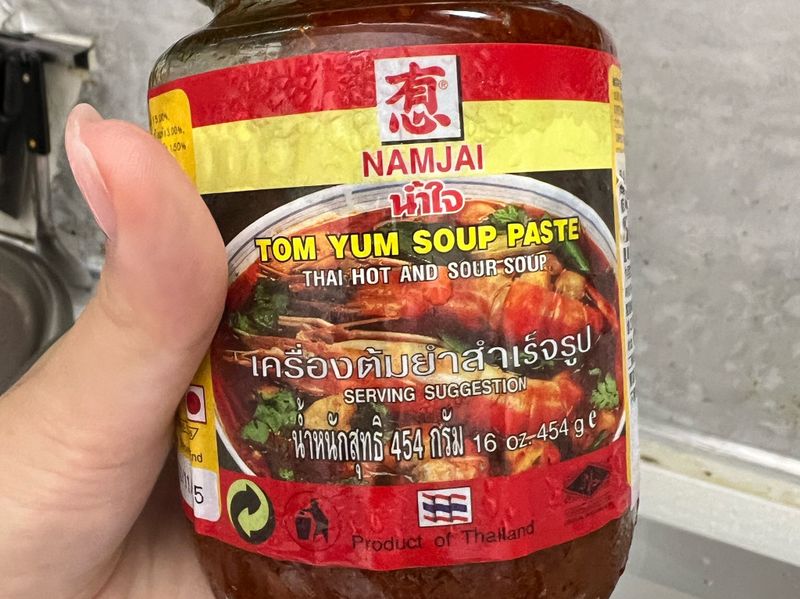 NAMJAI
น้ำใจ
TOM YUM SOUP PASTE
THAI HOT AND SOUR SOUP
เครื่องต้มยำสำเร็จรูป
SERVING SUGGESTION
น้ำหนักสุทธิ 454 กรัม 16 oz. 454 g e
Product of Thailand